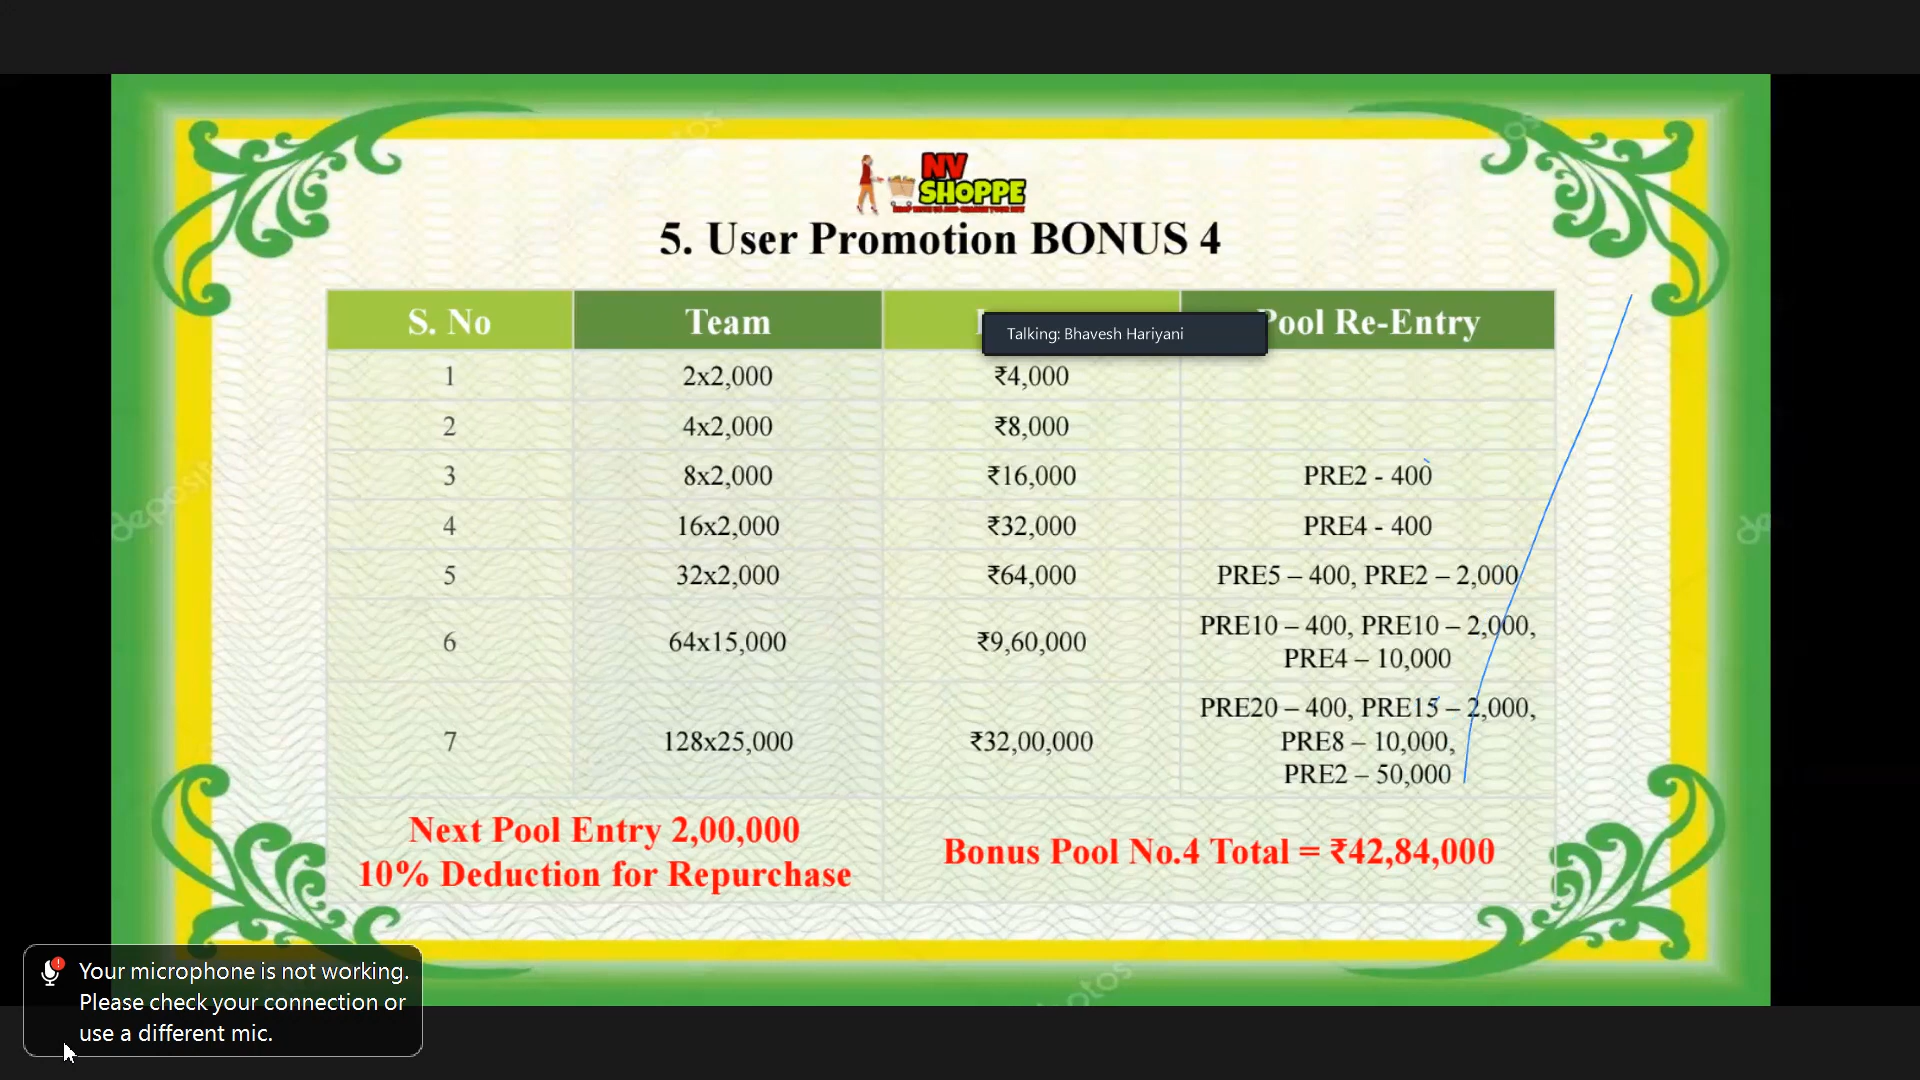 NV
SHOPPE
5. User Promotion BONUS 4
S. No Team Pool Re-Entry
Talking: Bhavesh Hariyani
1 2x2,000 ₹4,000
2 4x2,000 ₹8,000
3 8x2,000 ₹16,000 PRE2 - 400
4 16x2,000 ₹32,000 PRE4 - 400
5 32x2,000 ₹64,000 PRE5 – 400, PRE2 – 2,000
6 64x15,000 ₹9,60,000 PRE10 – 400, PRE10 – 2,000,
PRE4 – 10,000
7 128x25,000 ₹32,00,000 PRE20 – 400, PRE15 – 2,000,
PRE8 – 10,000,
PRE2 – 50,000
Next Pool Entry 2,00,000
10% Deduction for Repurchase
Bonus Pool No.4 Total = ₹42,84,000
Your microphone is not working.
Please check your connection or
use a different mic.